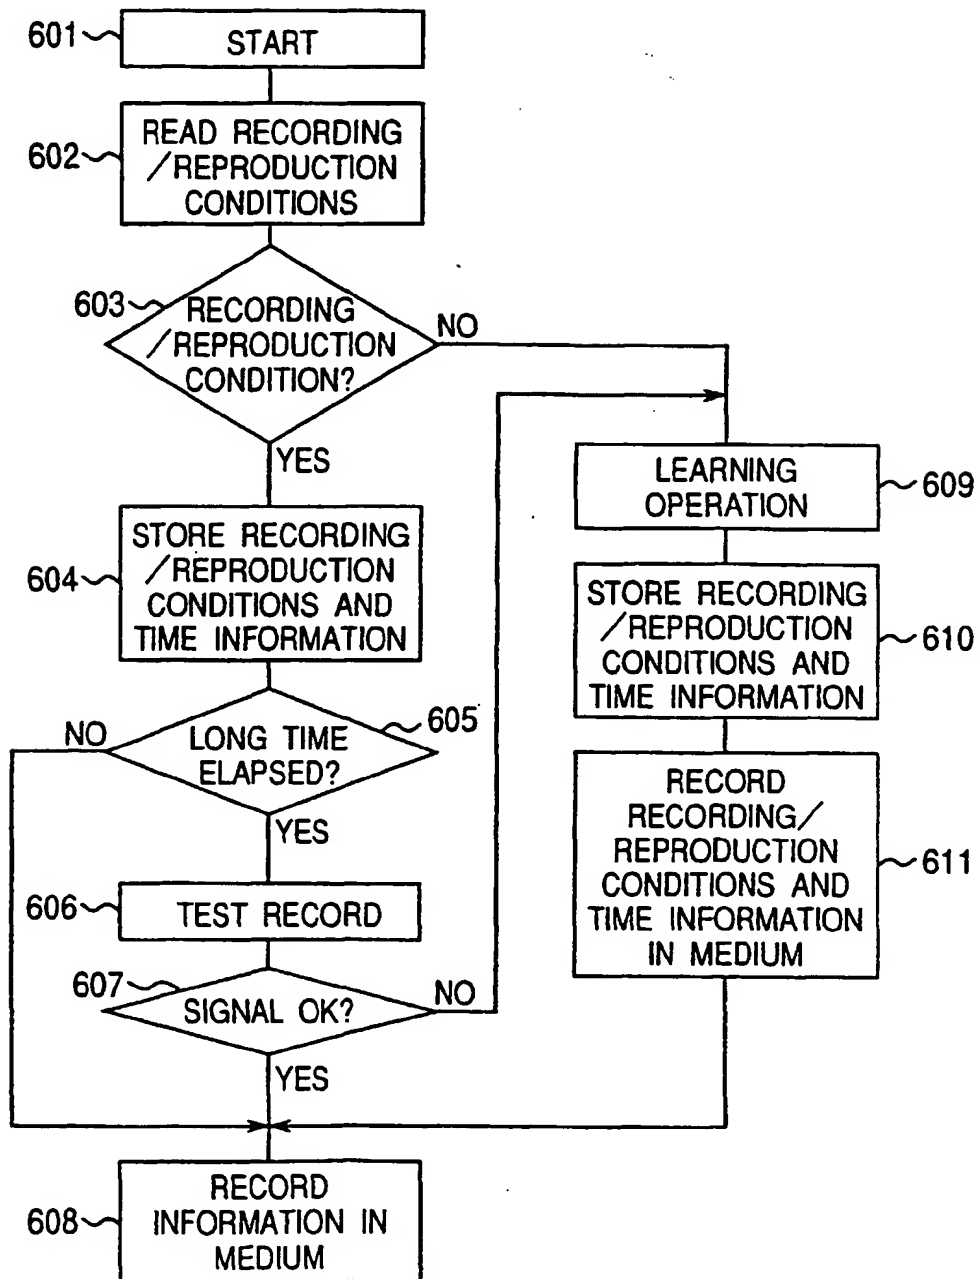 601
START
602
READ RECORDING
/REPRODUCTION
CONDITIONS
603
RECORDING
/REPRODUCTION
CONDITION?
NO
YES
604
STORE RECORDING
/REPRODUCTION
CONDITIONS AND
TIME INFORMATION
605
LONG TIME
ELAPSED?
NO
YES
606
TEST RECORD
607
SIGNAL OK?
NO
YES
608
RECORD
INFORMATION IN
MEDIUM
LEARNING
OPERATION
609
STORE RECORDING
/REPRODUCTION
CONDITIONS AND
TIME INFORMATION
610
RECORD
RECORDING/
REPRODUCTION
CONDITIONS AND
TIME INFORMATION
IN MEDIUM
611